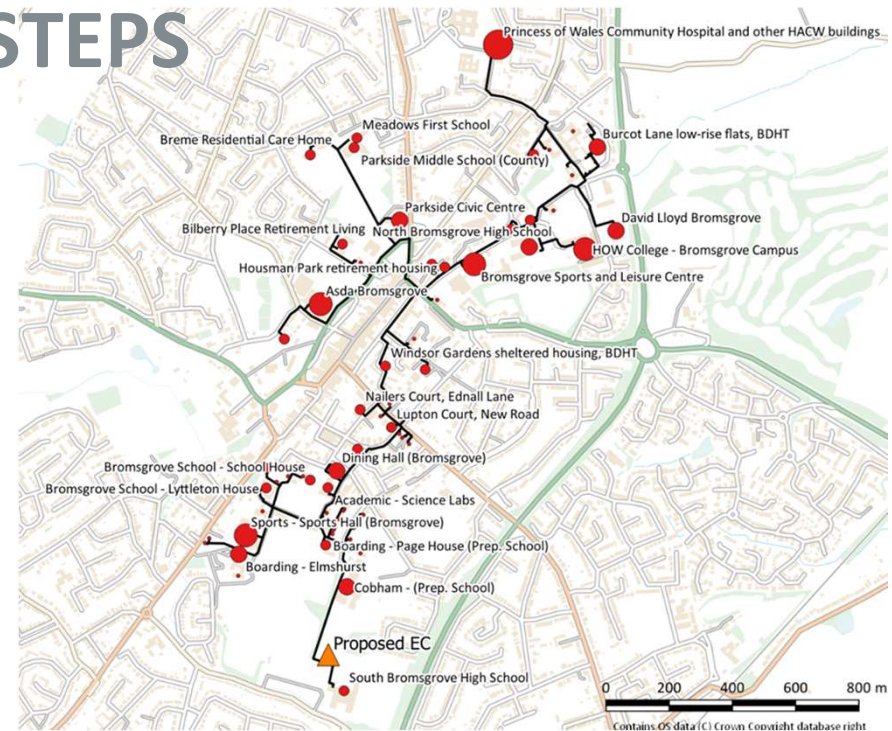 STEPS
Princess of Wales Community Hospital and other HACW buildings
Meadows First School
Burcot Lane low-rise flats, BDHT
Breme Residential Care Home
Parkside Middle School (County)
Parkside Civic Centre
David Lloyd Bromsgrove
Bilberry Place Retirement Living
North Bromsgrove High School
HOW College - Bromsgrove Campus
Housman Park retirement housing
Bromsgrove Sports and Leisure Centre
Asda Bromsgrove
Windsor Gardens sheltered housing, BDHT
Nailers Court, Ednall Lane
Lupton Court, New Road
Dining Hall (Bromsgrove)
Bromsgrove School - School House
Bromsgrove School - Lyttleton House
Academic - Science Labs
Sports - Sports Hall (Bromsgrove)
Boarding - Page House (Prep. School)
Boarding - Elmshurst
Cobham - (Prep. School)
Proposed EC
South Bromsgrove High School
0 200 400 600 800 m
Contains OS data (C) Crown Copyright database right